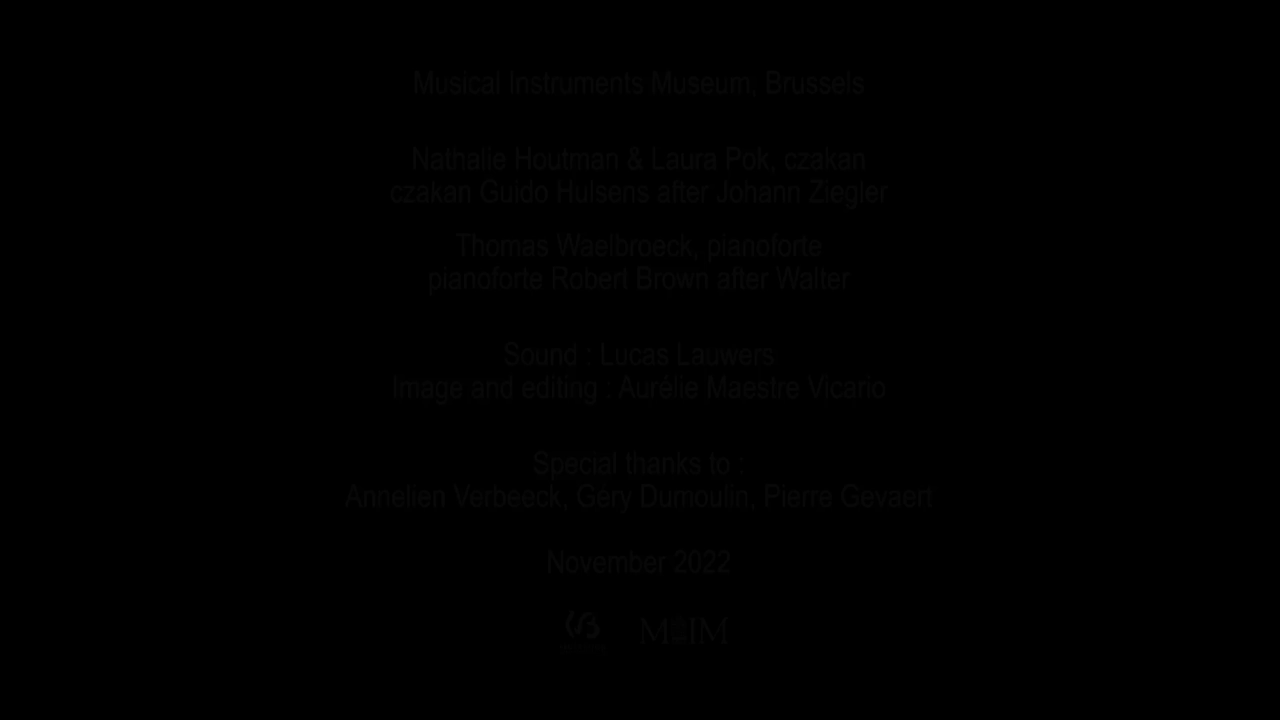 Musical Instruments Museum, Brussels
Nathalie Houtman & Laura Pok, czakan
czakan Guido Hulsens after Johann Ziegler
Thomas Waelbroeck, pianoforte
pianoforte Robert Brown after Walter
Sound : Lucas Lauwers
Image and editing : Aurélie Maestre Vicario
Special thanks to :
Annelien Verbeeck, Géry Dumoulin, Pierre Gevaert
November 2022
MIM